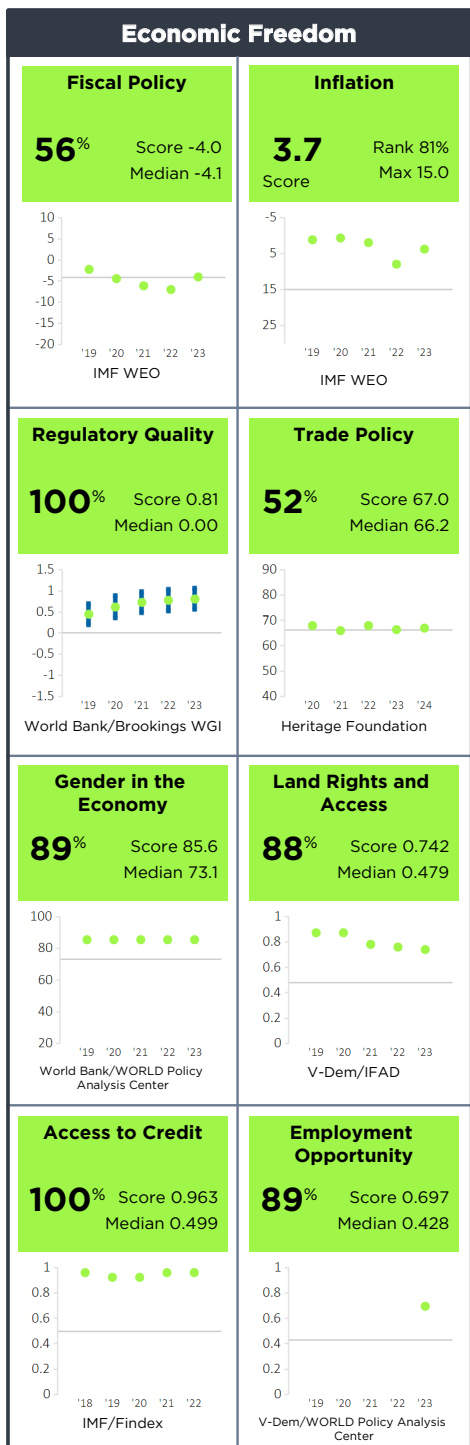 Economic Freedom
Fiscal Policy
56%
Score -4.0
Median -4.1
10
5
0
-5
-10
-15
-20
'19 '20 '21 '22 '23
IMF WEO
Inflation
3.7
Score
Rank 81%
Max 15.0
-5
5
15
25
'19 '20 '21 '22 '23
IMF WEO
Regulatory Quality
100%
Score 0.81
Median 0.00
1.5
1
0.5
0
-0.5
-1
-1.5
'19 '20 '21 '22 '23
World Bank/Brookings WGI
Trade Policy
52%
Score 67.0
Median 66.2
90
80
70
60
50
40
'20 '21 '22 '23 '24
Heritage Foundation
Gender in the
Economy
89%
Score 85.6
Median 73.1
100
80
60
40
20
'19 '20 '21 '22 '23
World Bank/WORLD Policy
Analysis Center
Land Rights and
Access
88%
Score 0.742
Median 0.479
1
0.8
0.6
0.4
0.2
0
'19 '20 '21 '22 '23
V-Dem/IFAD
Access to Credit
100%
Score 0.963
Median 0.499
1
0.8
0.6
0.4
0.2
0
'18 '19 '20 '21 '22
IMF/Findex
Employment
Opportunity
89%
Score 0.697
Median 0.428
1
0.8
0.6
0.4
0.2
0
'19 '20 '21 '22 '23
V-Dem/WORLD Policy Analysis
Center